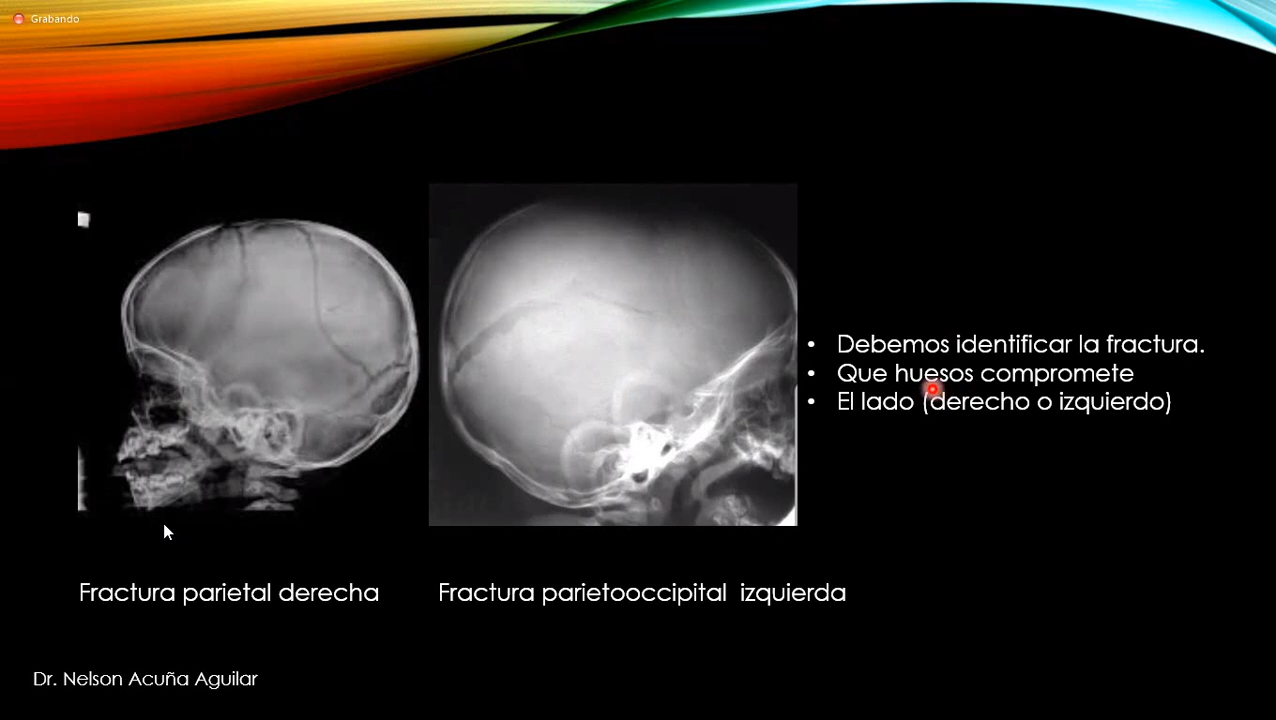 Grabando
• Debemos identificar la fractura.
• Que huesos compromete
• El lado (derecho o izquierdo)
Fractura parietal derecha
Fractura parietooccipital izquierda
Dr. Nelson Acuña Aguilar